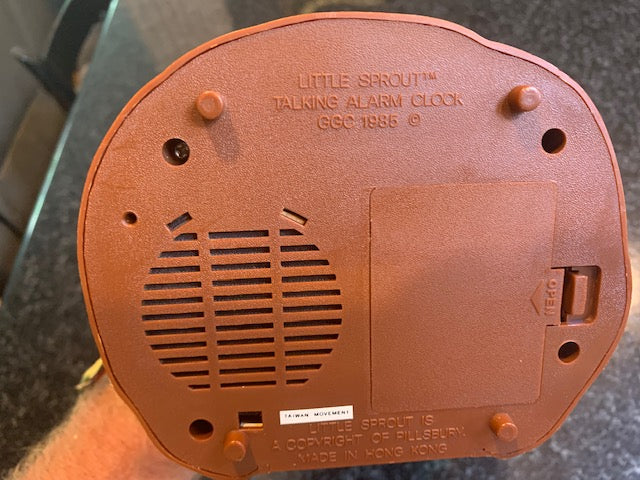 LITTLE SPROUT™
TALKING ALARM CLOCK
GGC 1985 ©
OPEN
TAIWAN MOVEMENT
LITTLE SPROUT IS
A COPYRIGHT OF PILLSBURY.
MADE IN HONG KONG